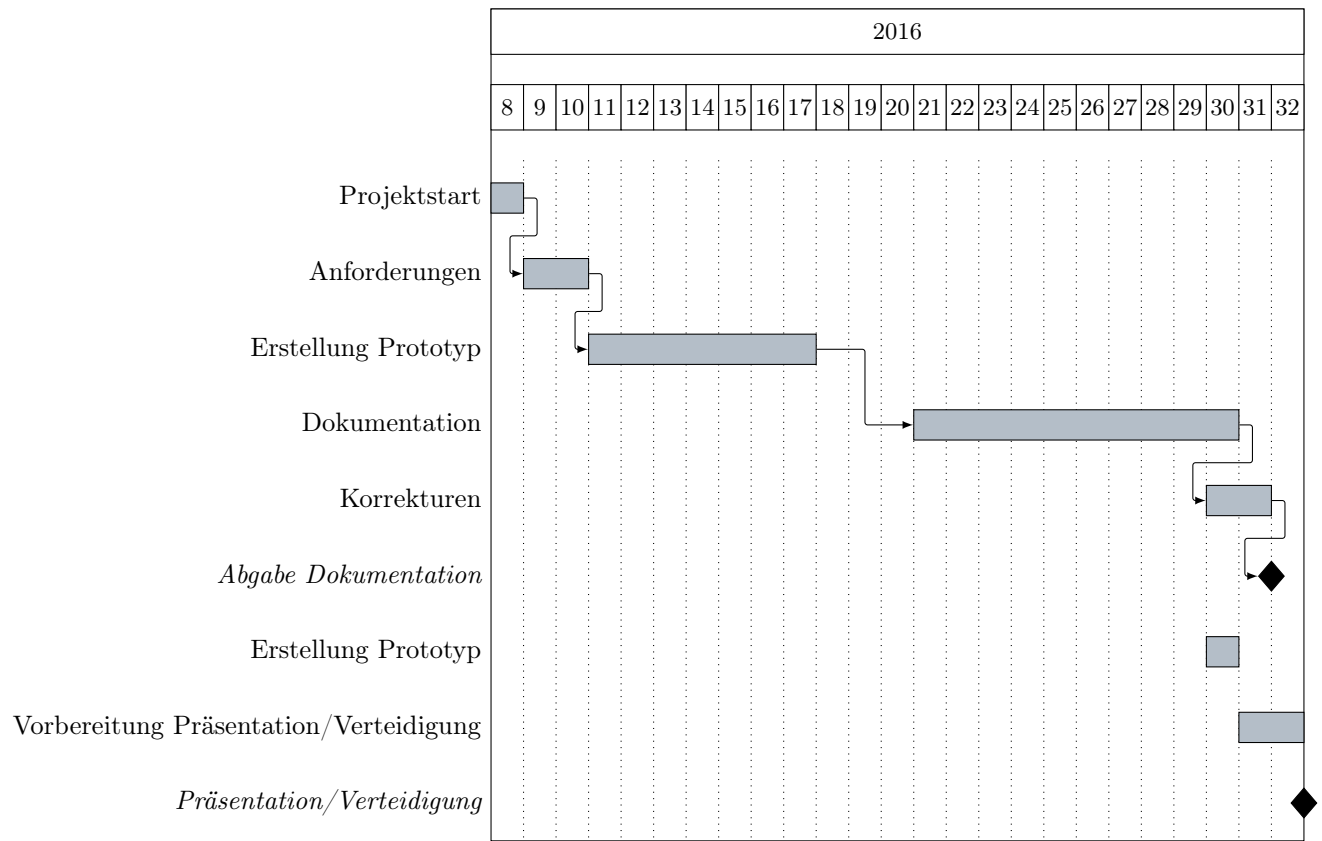 2016
8 9 10 11 12 13 14 15 16 17 18 19 20 21 22 23 24 25 26 27 28 29 30 31 32
Projektstart
Anforderungen
Erstellung Prototyp
Dokumentation
Korrekturen
Abgabe Dokumentation
Erstellung Prototyp
Vorbereitung Präsentation/Verteidigung
Präsentation/Verteidigung